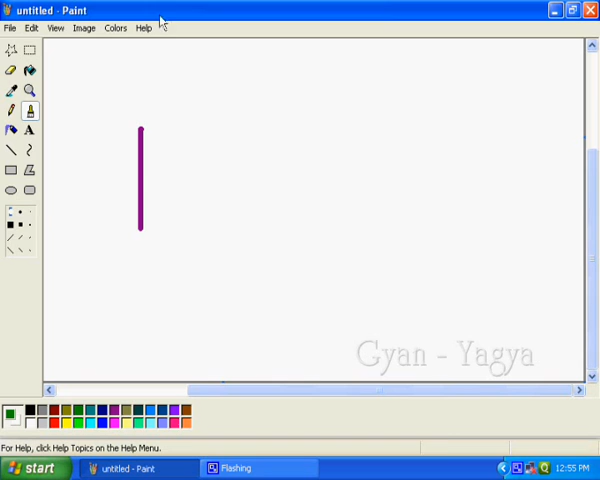 untitled - Paint
File Edit View Image Colors Help
A
Gyan - Yagya
For Help, click Help Topics on the Help Menu.
start untitled - Paint Flashing 12:55 PM